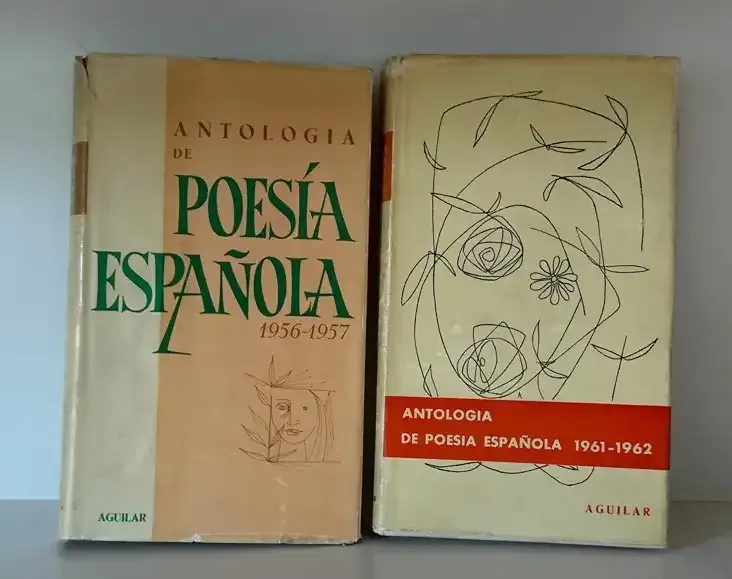 ANTOLOGIA
DE
POESÍA
ESPAÑOLA
1956-1957
AGUILAR
ANTOLOGIA
DE POESIA ESPAÑOLA 1961-1962
AGUILAR